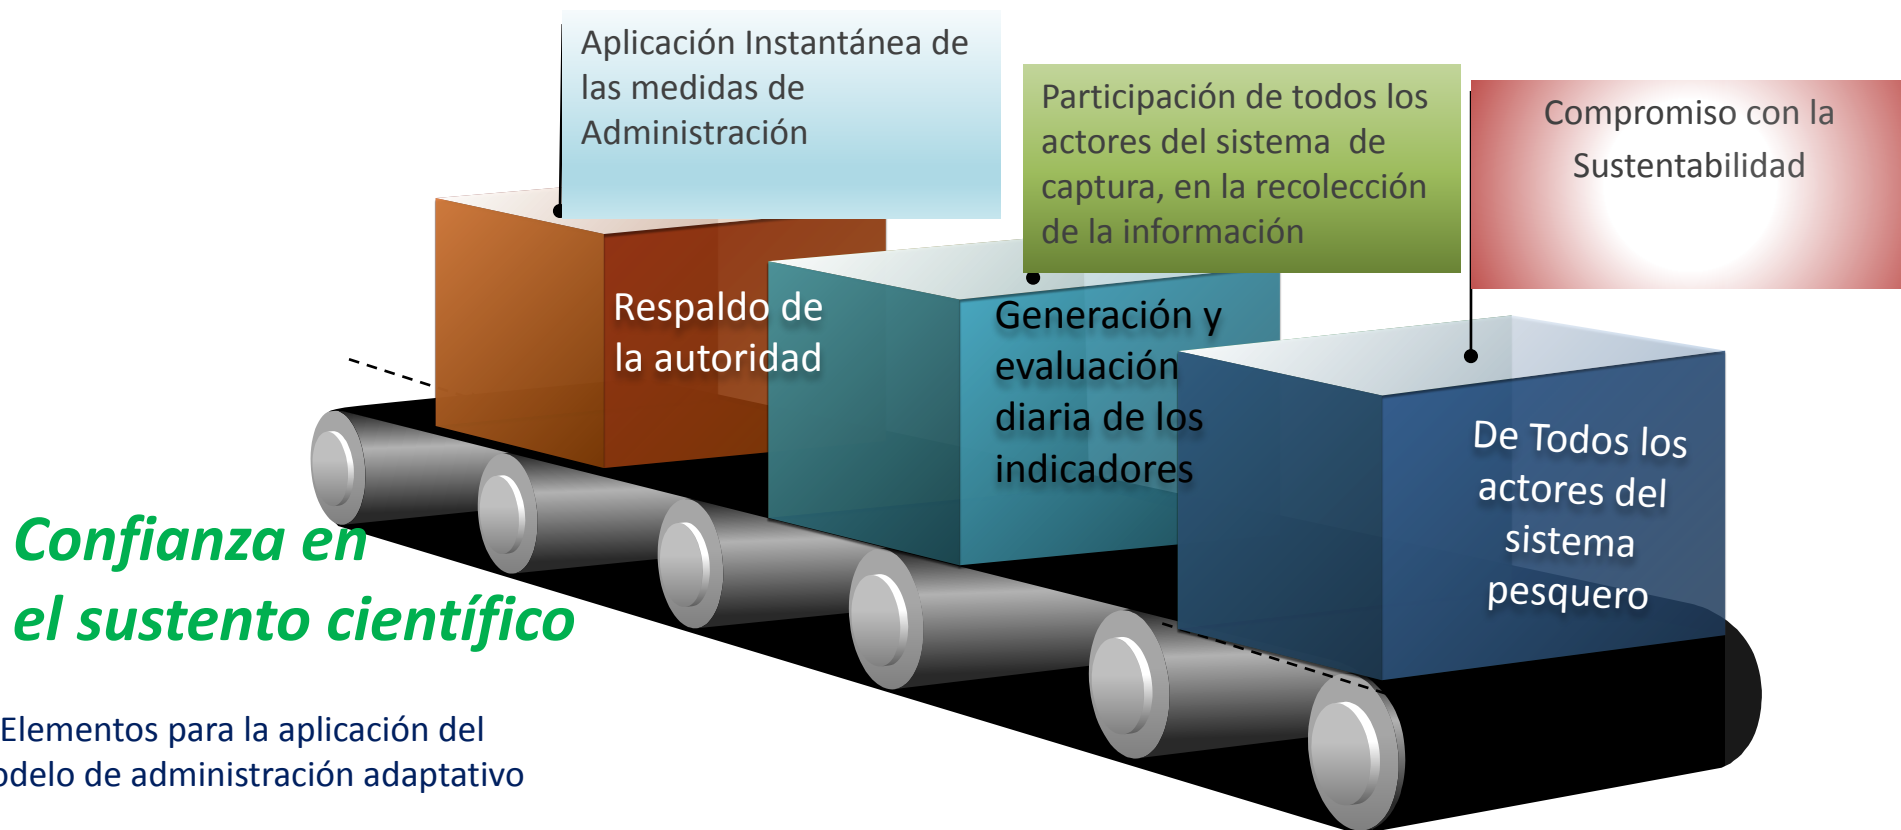 Aplicación Instantánea de
las medidas de
Administración
Participación de todos los
actores del sistema de
captura, en la recolección
de la información
Compromiso con la
Sustentabilidad
Respaldo de
la autoridad
Generación y
evaluación
diaria de los
indicadores
De Todos los
actores del
sistema
pesquero
Confianza en
el sustento científico
Elementos para la aplicación del
odelo de administración adaptativo